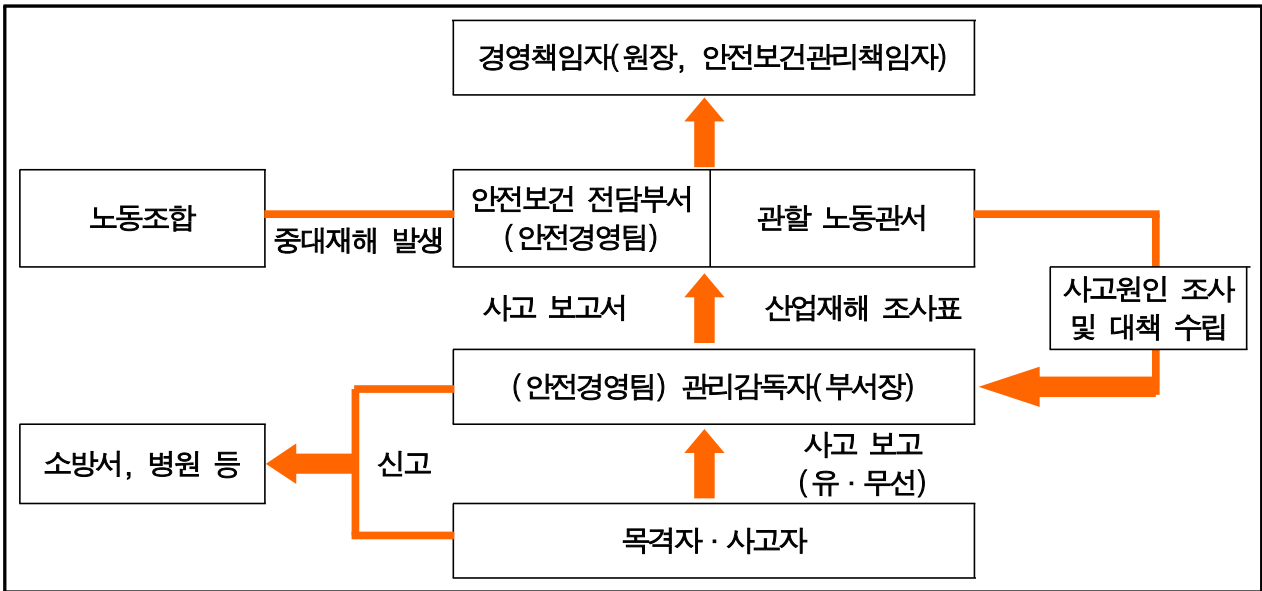 경영책임자(원장, 안전보건관리책임자)
노동조합
중대재해 발생
안전보건 전담부서
(안전경영팀)
관할 노동관서
사고원인 조사
및 대책 수립
사고 보고서
산업재해 조사표
(안전경영팀) 관리감독자(부서장)
소방서, 병원 등
신고
사고 보고
(유·무선)
목격자·사고자